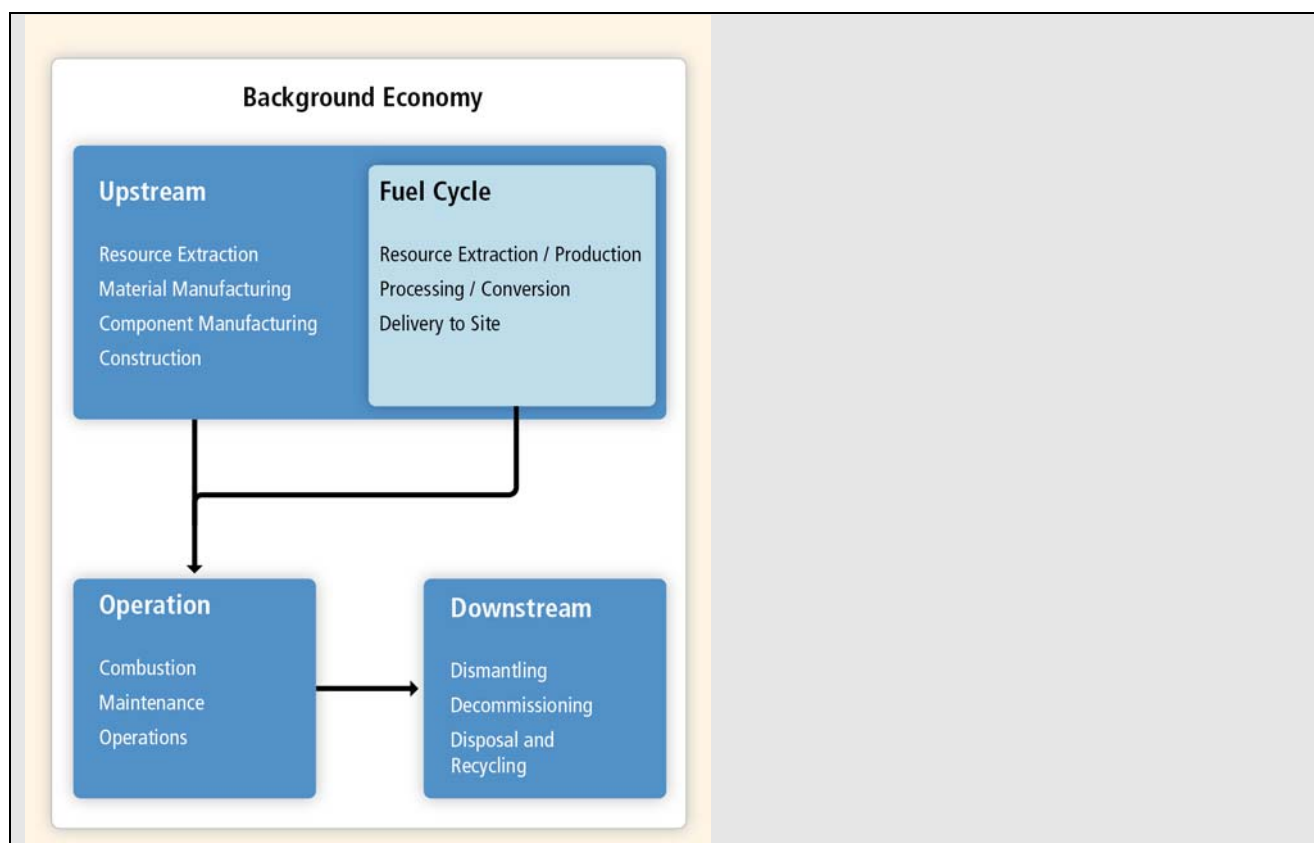 Background Economy
Upstream
Resource Extraction
Material Manufacturing
Component Manufacturing
Construction
Fuel Cycle
Resource Extraction / Production
Processing / Conversion
Delivery to Site
Operation
Combustion
Maintenance
Operations
Downstream
Dismantling
Decommissioning
Disposal and
Recycling